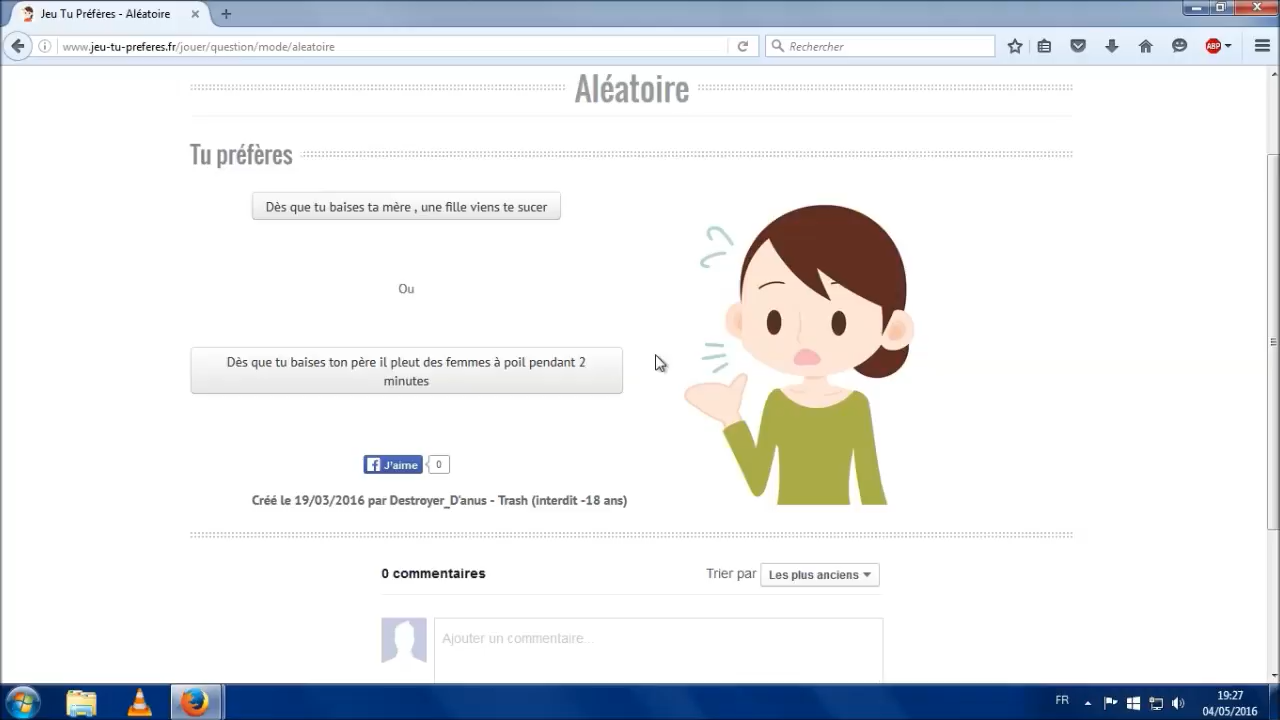 Jeu Tu Préfères - Aléatoire
www.jeu-tu-preferes.fr/jouer/question/mode/aleatoire
Rechercher
ABP
Aléatoire
Tu préfères
Dès que tu baises ta mère , une fille viens te sucer
Ou
Dès que tu baises ton père il pleut des femmes à poil pendant 2
minutes
J'aime
0
Créé le 19/03/2016 par Destroyer_D'anus - Trash (interdit -18 ans)
0 commentaires
Trier par
Les plus anciens
Ajouter un commentaire...
FR
19:27
04/05/2016